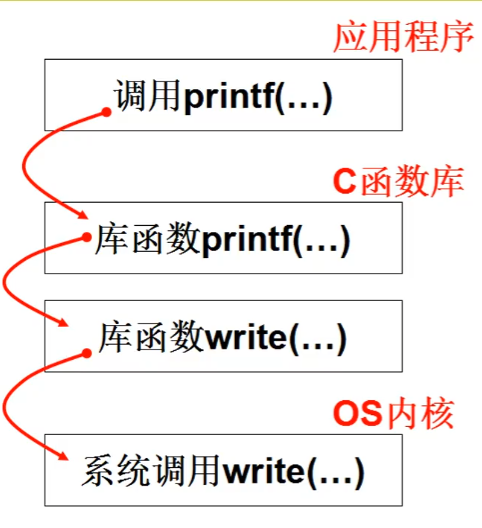 应用程序
调用printf(…)
C函数库
库函数printf(…)
库函数write(…)
OS内核
系统调用write(…)